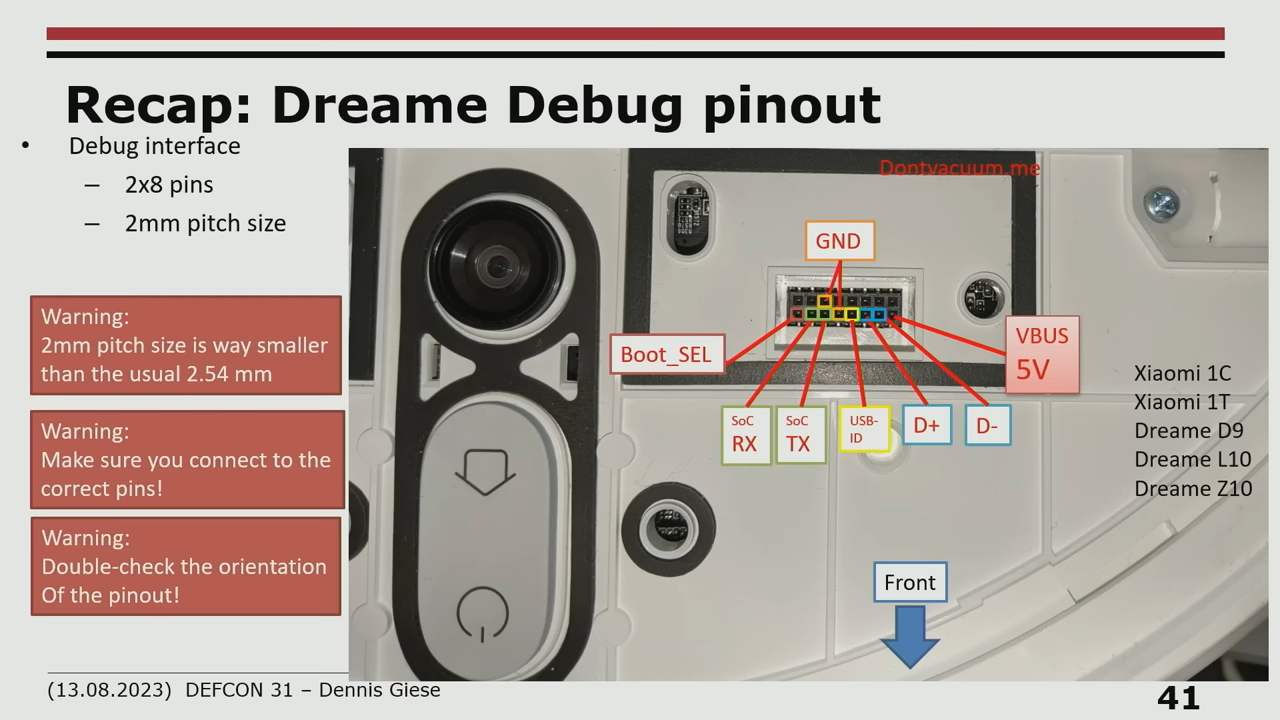 Recap: Dreame Debug pinout
• Debug interface
– 2x8 pins
– 2mm pitch size
Warning:
2mm pitch size is way smaller
than the usual 2.54 mm
Warning:
Make sure you connect to the
correct pins!
Warning:
Double-check the orientation
Of the pinout!
Dontvacuum.me
GND
Boot_SEL
VBUS
5V
SoC
RX
SoC
TX
USB-
ID
D+
D-
Xiaomi 1C
Xiaomi 1T
Dreame D9
Dreame L10
Dreame Z10
Front
(13.08.2023) DEFCON 31 – Dennis Giese
41